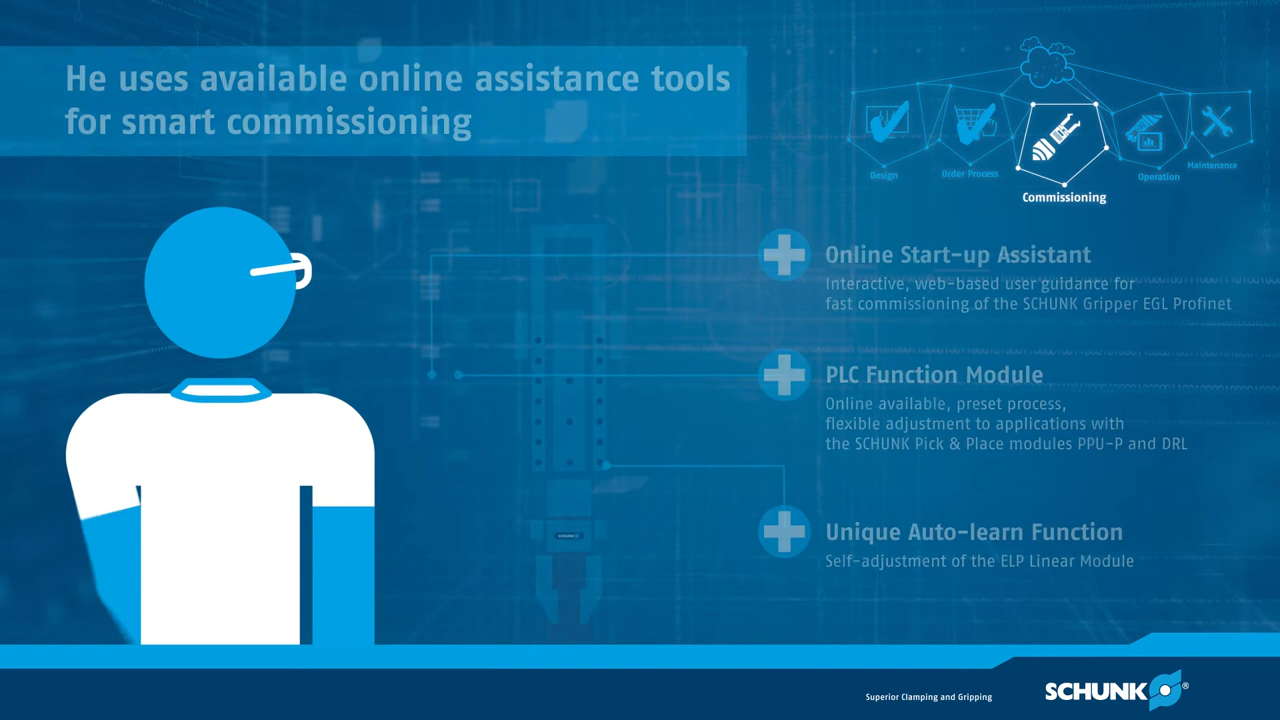 He uses available online assistance tools
for smart commissioning
Design
Order Process
Commissioning
Operation
Maintenance
Online Start-up Assistant
Interactive, web-based user guidance for
fast commissioning of the SCHUNK Gripper EGL Profinet
PLC Function Module
Online available, preset process,
flexible adjustment to applications with
the SCHUNK Pick & Place modules PPU-P and DRL
Unique Auto-learn Function
Self-adjustment of the ELP Linear Module
SCHUNK
Superior Clamping and Gripping
SCHUNK ®